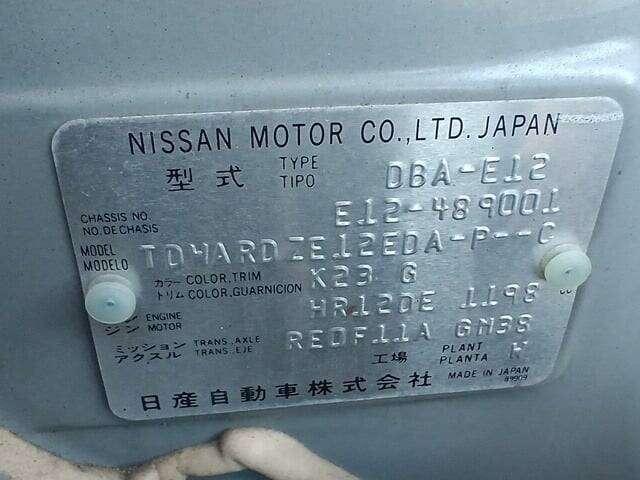 NISSAN MOTOR CO.,LTD. JAPAN
型式 TYPE TIPO DBA-E12
CHASSIS NO. NO. DE CHASIS E12-489001
MODEL MODELO TDYARDZE12EDA-P--C
カラー COLOR, TRIM トリム COLOR, GUARNICION K23 G
ENGINE ジン MOTOR HR12DE 1198 cc
ミッション アクスル TRANS., AXLE TRANS., EJE RE0F11A GN38
工場 PLANT PLANTA
日産自動車株式会社 MADE IN JAPAN
89909